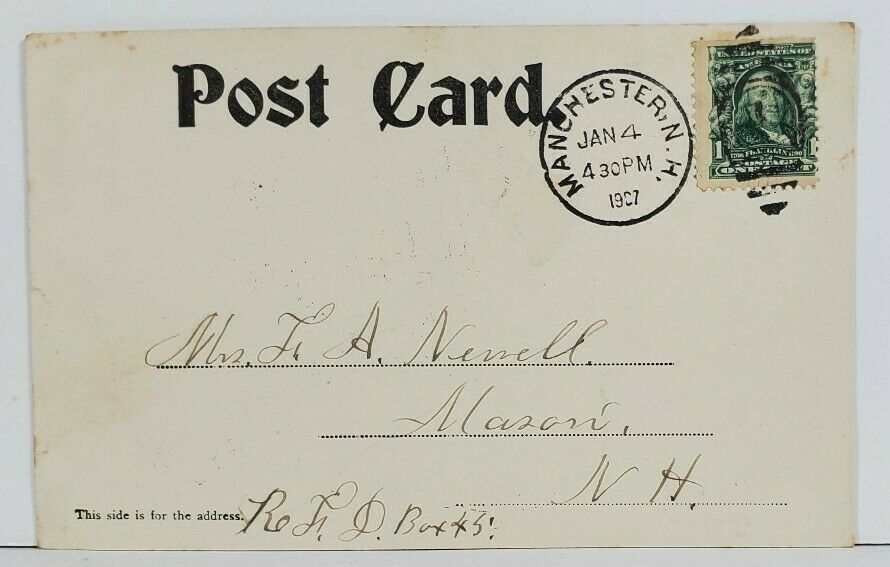 Post Card.
MANCHESTER, N.H.
JAN 4
4 30 PM
1907
Mrs. F. A. Newell.
Mason,
N H.
This side is for the address.
R. F. D. Box 45.